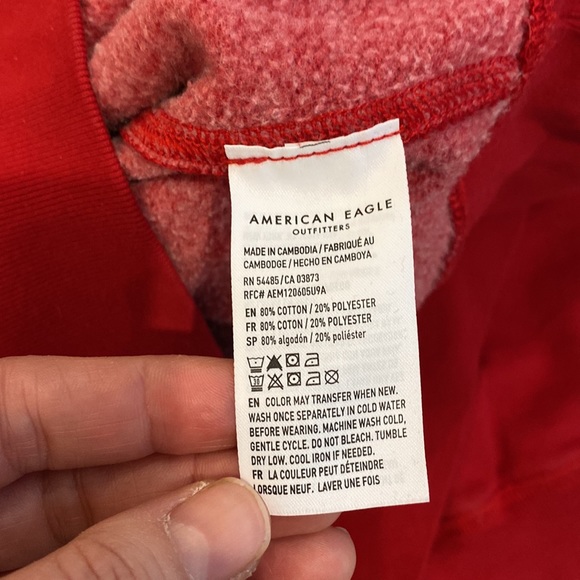 AMERICAN EAGLE
OUTFITTERS
MADE IN CAMBODIA / FABRIQUÉ AU
CAMBODGE / HECHO EN CAMBOYA
RN 54485 / CA 03873
RFC# AEM120605U9A
EN 80% COTTON / 20% POLYESTER
FR 80% COTON / 20% POLYESTER
SP 80% algodón / 20% poliéster
EN COLOR MAY TRANSFER WHEN NEW.
WASH ONCE SEPARATELY IN COLD WATER
BEFORE WEARING. MACHINE WASH COLD,
GENTLE CYCLE. DO NOT BLEACH. TUMBLE
DRY LOW. COOL IRON IF NEEDED.
FR LA COULEUR PEUT DÉTEINDRE
LORSQUE NEUF. LAVER UNE FOIS